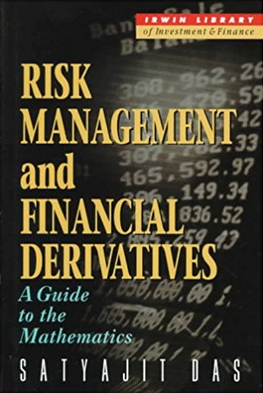 IRWIN LIBRARY
of Investment & Finance
RISK
MANAGEMENT
and
FINANCIAL
DERIVATIVES
A Guide
to the
Mathematics
SATYAJIT DAS